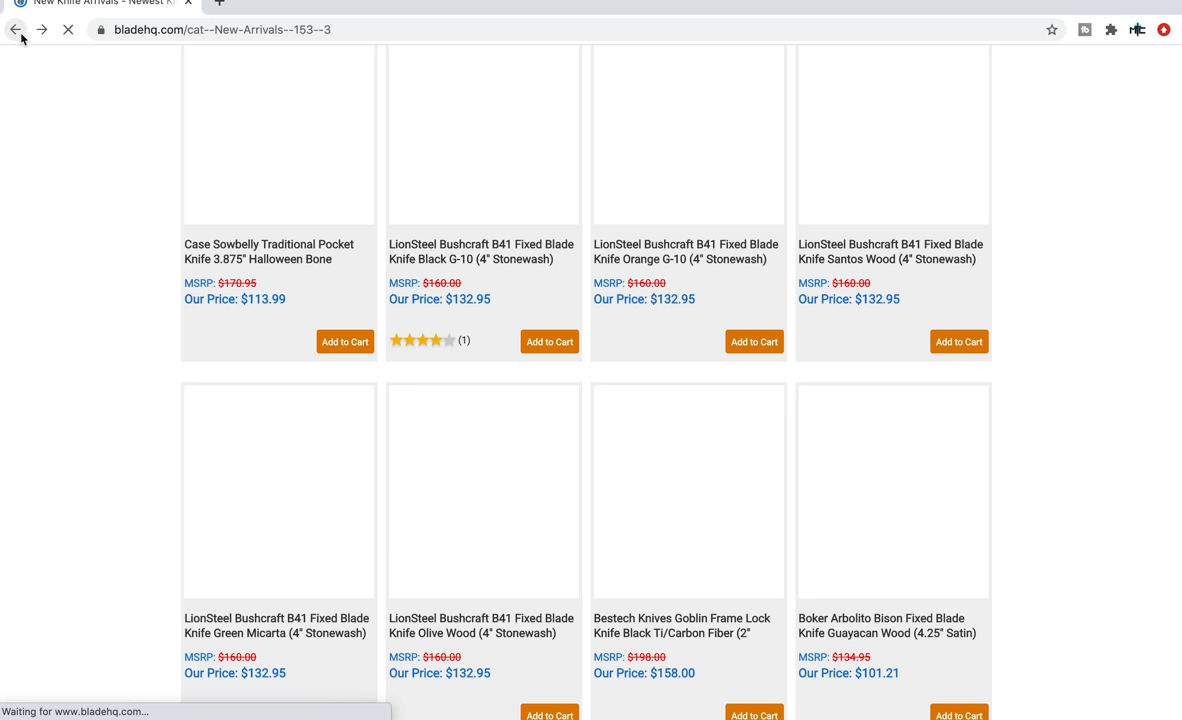 New Knife Arrivals - Newest K
bladehq.com/cat--New-Arrivals--153--3
Case Sowbelly Traditional Pocket
Knife 3.875" Halloween Bone
MSRP: $170.95
Our Price: $113.99
Add to Cart
LionSteel Bushcraft B41 Fixed Blade
Knife Black G-10 (4" Stonewash)
MSRP: $160.00
Our Price: $132.95
(1)
Add to Cart
LionSteel Bushcraft B41 Fixed Blade
Knife Orange G-10 (4" Stonewash)
MSRP: $160.00
Our Price: $132.95
Add to Cart
LionSteel Bushcraft B41 Fixed Blade
Knife Santos Wood (4" Stonewash)
MSRP: $160.00
Our Price: $132.95
Add to Cart
LionSteel Bushcraft B41 Fixed Blade
Knife Green Micarta (4" Stonewash)
MSRP: $160.00
Our Price: $132.95
LionSteel Bushcraft B41 Fixed Blade
Knife Olive Wood (4" Stonewash)
MSRP: $160.00
Our Price: $132.95
Add to Cart
Bestech Knives Goblin Frame Lock
Knife Black Ti/Carbon Fiber (2"
MSRP: $198.00
Our Price: $158.00
Add to Cart
Boker Arbolito Bison Fixed Blade
Knife Guayacan Wood (4.25" Satin)
MSRP: $134.95
Our Price: $101.21
Add to Cart
Waiting for www.bladehq.com...